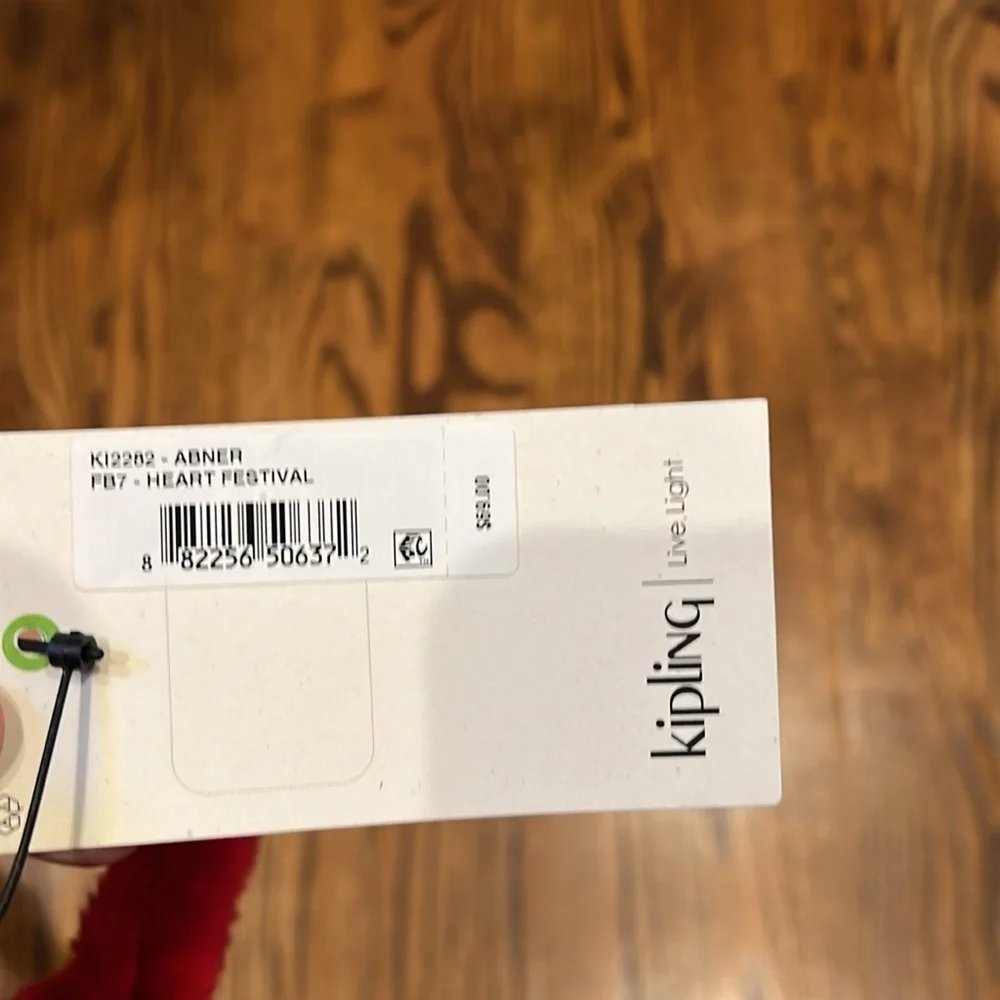 KI2282 - ABNER
FB7 - HEART FESTIVAL
8 82256 50637 2
$69.00
kipling | Live.Light